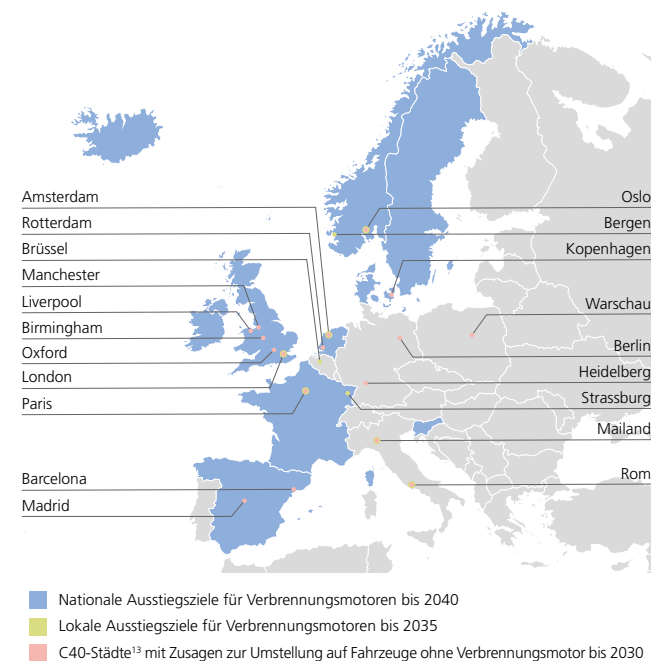 Amsterdam
Rotterdam
Brüssel
Manchester
Liverpool
Birmingham
Oxford
London
Paris
Barcelona
Madrid
Oslo
Bergen
Kopenhagen
Warschau
Berlin
Heidelberg
Strassburg
Mailand
Rom
Nationale Ausstiegsziele für Verbrennungsmotoren bis 2040
Lokale Ausstiegsziele für Verbrennungsmotoren bis 2035
C40-Städte¹³ mit Zusagen zur Umstellung auf Fahrzeuge ohne Verbrennungsmotor bis 2030